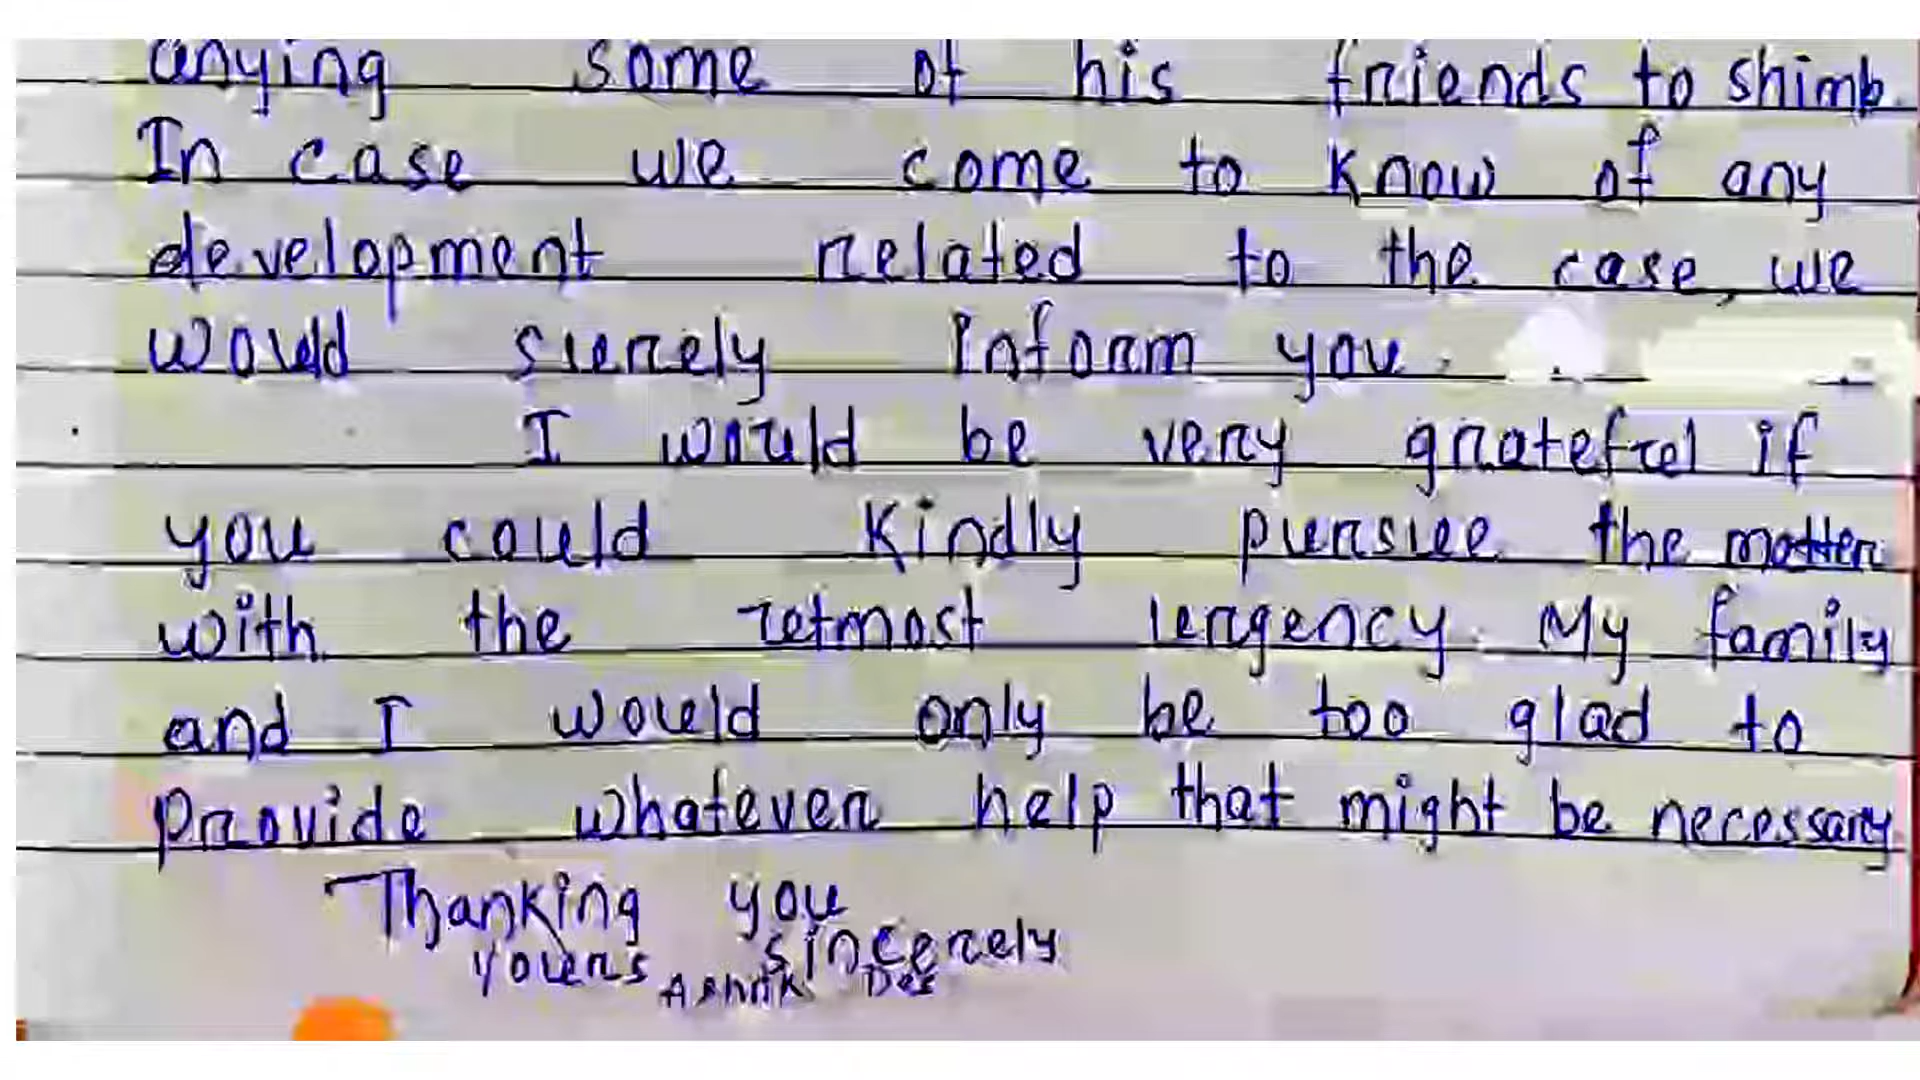 anying some of his friends to shimb
In case we come to know of any
development related to the case, we
would surely inform you.
I would be very grateful if
you could kindly pursue the matter
with the utmost urgency. My family
and I would only be too glad to
provide whatever help that might be necessary
Thanking you
yours sincerely